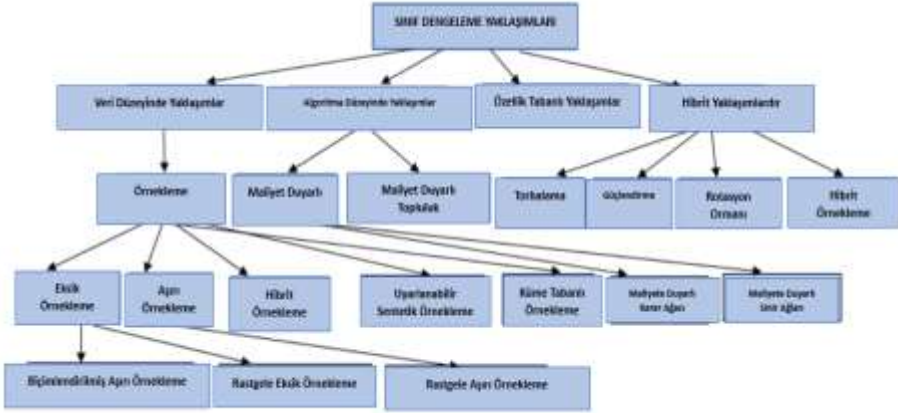 SINIF DENGELEME YAKLAŞIMLARI
Veri Düzeyinde Yaklaşımlar
Algoritma Düzeyinde Yaklaşımlar
Özellik Tabanlı Yaklaşımlar
Hibrit Yaklaşımlardır
Örnekleme
Maliyet Duyarlı
Maliyet Duyarlı
Topluluk
Torbalama
Güçlendirme
Rotasyon
Ormanı
Hibrit
Örnekleme
Eksik
Örnekleme
Aşırı
Örnekleme
Hibrit
Örnekleme
Uyarlanabilir
Sentetik Örnekleme
Küme Tabanlı
Örnekleme
Maliyete Duyarlı
Karar Ağacı
Maliyete Duyarlı
Sinir Ağları
Biçimlendirilmiş Aşırı Örnekleme
Rastgele Eksik Örnekleme
Rastgele Aşırı Örnekleme